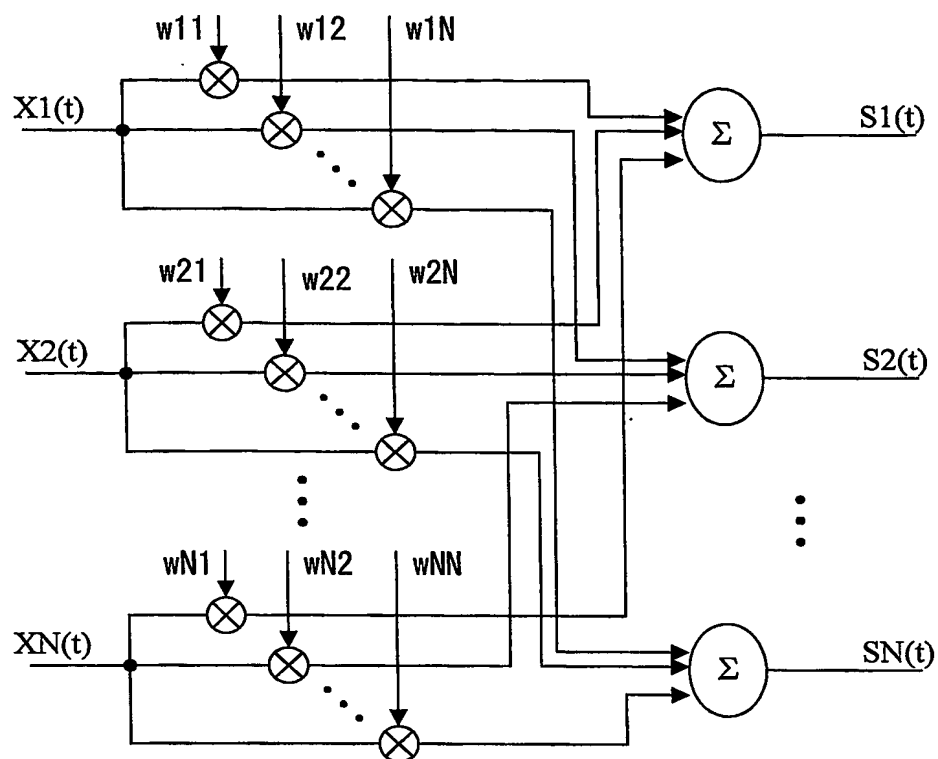 w11 w12 w1N
X1(t) Σ S1(t)
w21 w22 w2N
X2(t) Σ S2(t)
wN1 wN2 wNN
XN(t) Σ SN(t)